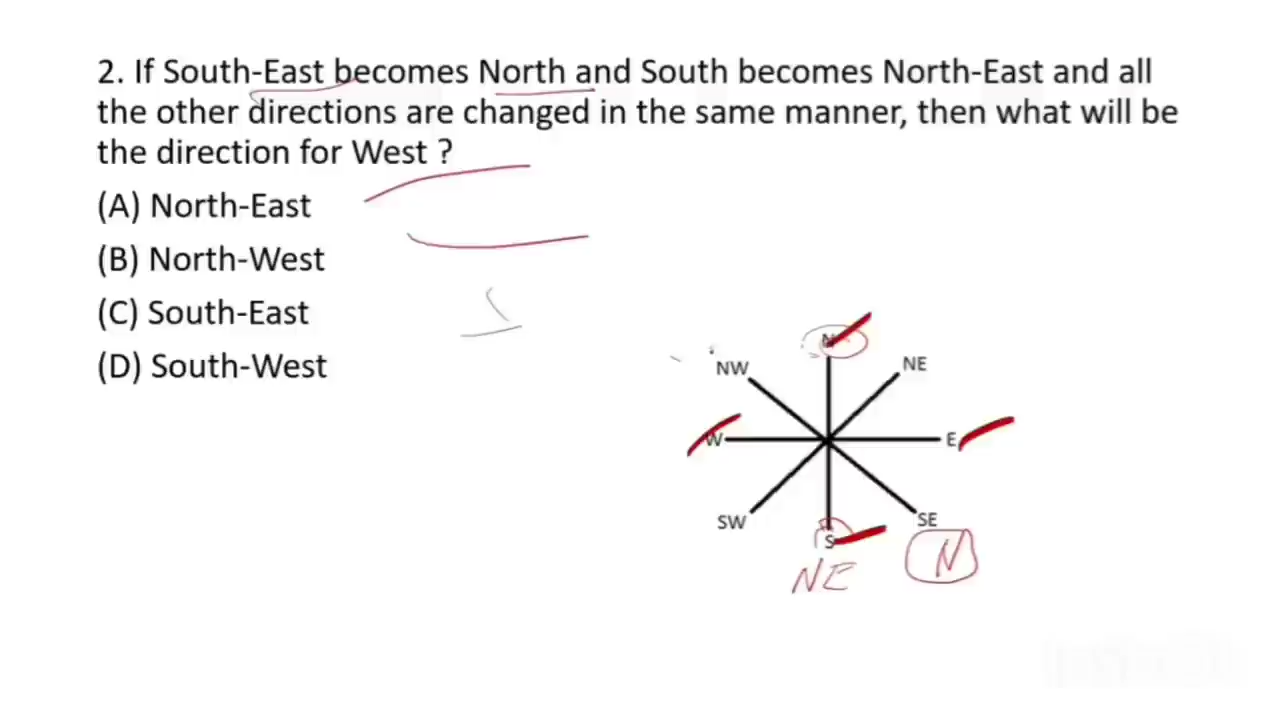 2. If South-East becomes North and South becomes North-East and all
the other directions are changed in the same manner, then what will be
the direction for West ?
(A) North-East
(B) North-West
(C) South-East
(D) South-West
N
NW
NE
W
E
SW
SE
S
NE
N